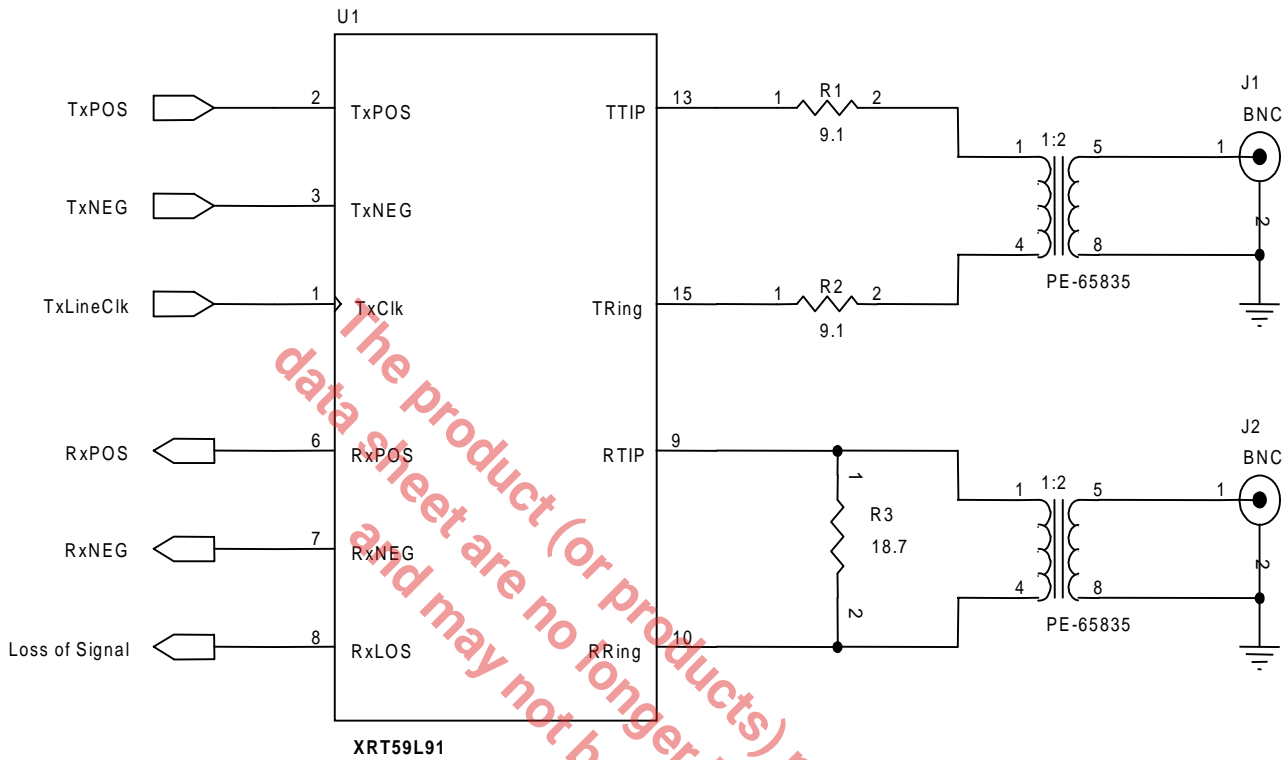 U1
TxPOS
2
TxPOS
TTIP
13
1
R1
2
9.1
1
1:2
5
4
8
PE-65835
J1
BNC
1
2
TxNEG
3
TxNEG
TxLineClk
1
TxClk
TRing
15
1
R2
2
9.1
RxPOS
6
RxPOS
RTIP
9
1
R3
18.7
2
1
1:2
5
4
8
PE-65835
J2
BNC
1
2
RxNEG
7
RxNEG
Loss of Signal
8
RxLOS
RRing
10
XRT59L91
The product (or products)
data sheet are no longer
and may not